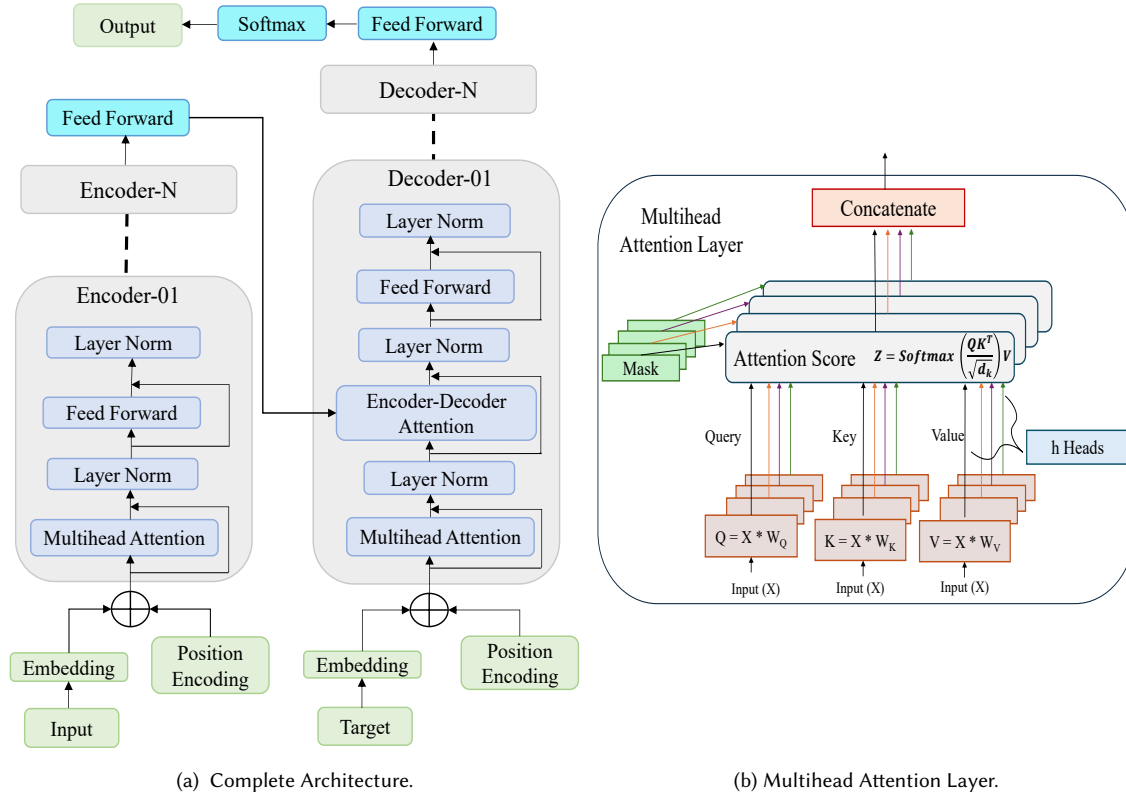 Output
Softmax
Feed Forward
Decoder-N
Feed Forward
Encoder-N
Encoder-01
Layer Norm
Feed Forward
Layer Norm
Multihead Attention
Embedding
Position
Encoding
Input
Decoder-01
Layer Norm
Feed Forward
Layer Norm
Encoder-Decoder
Attention
Layer Norm
Multihead Attention
Embedding
Position
Encoding
Target
(a) Complete Architecture.
Multihead
Attention Layer
Concatenate
Mask
Attention Score Z = Softmax (QK^T / √d_k) V
Query
Key
Value
h Heads
Q = X * W_Q
K = X * W_K
V = X * W_V
Input (X)
Input (X)
Input (X)
(b) Multihead Attention Layer.